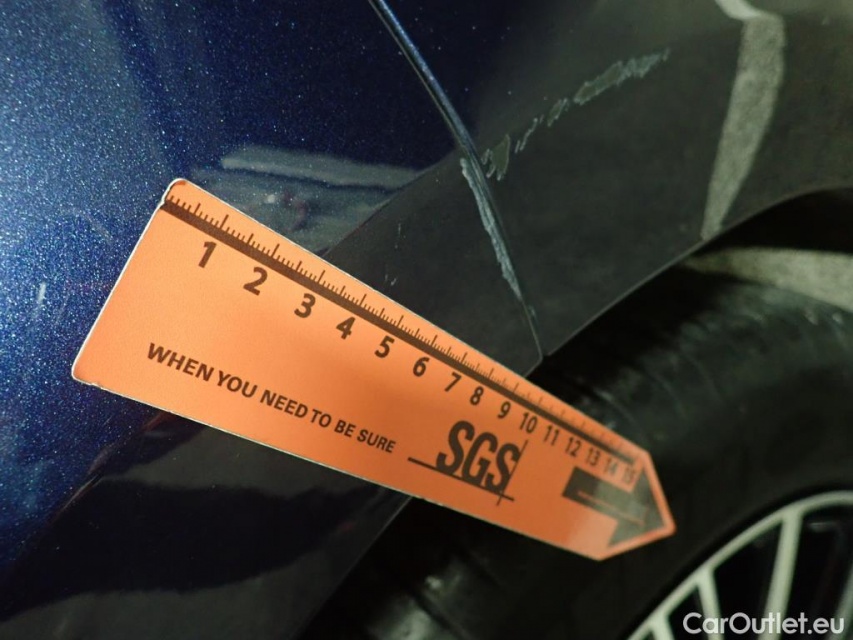 1 2 3 4 5 6 7 8 9 10 11 12 13 14 15
WHEN YOU NEED TO BE SURE
SGS
CarOutlet.eu